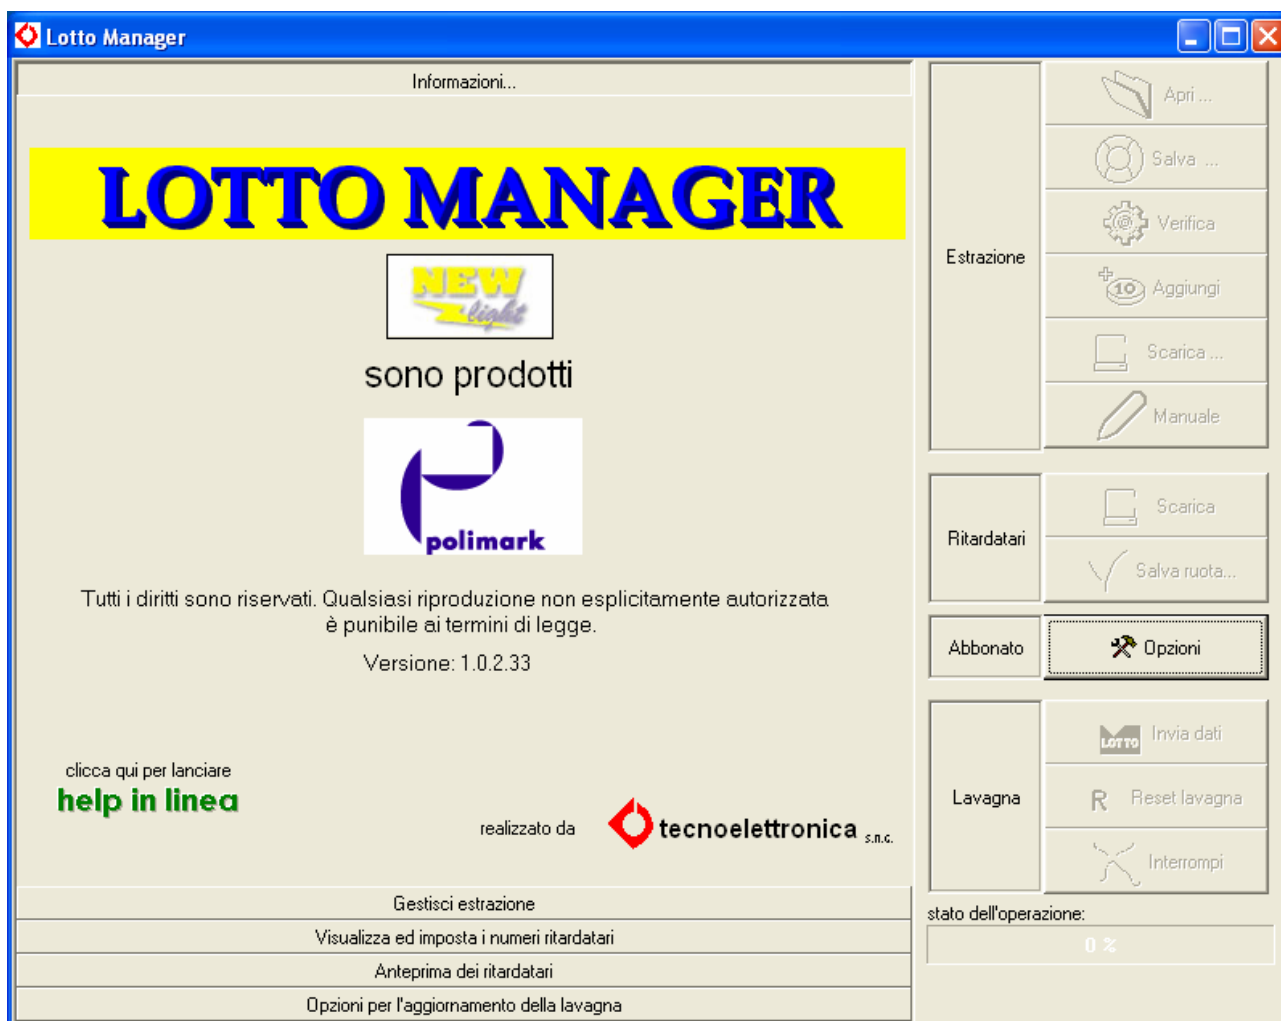 Lotto Manager
Informazioni...
LOTTO MANAGER
NEW
light
sono prodotti
polimark
Tutti i diritti sono riservati. Qualsiasi riproduzione non esplicitamente autorizzata
è punibile ai termini di legge.
Versione: 1.0.2.33
clicca qui per lanciare
help in linea
realizzato da
tecnoelettronica s.n.c.
Gestisci estrazione
Visualizza ed imposta i numeri ritardatari
Anteprima dei ritardatari
Opzioni per l'aggiornamento della lavagna
Estrazione
Apri ...
Salva ...
Verifica
10 Aggiungi
Scarica ...
Manuale
Ritardatari
Scarica
Salva ruota...
Abbonato
Opzioni
Lavagna
LOTTO Invia dati
R Reset lavagna
Interrompi
stato dell'operazione:
0 %